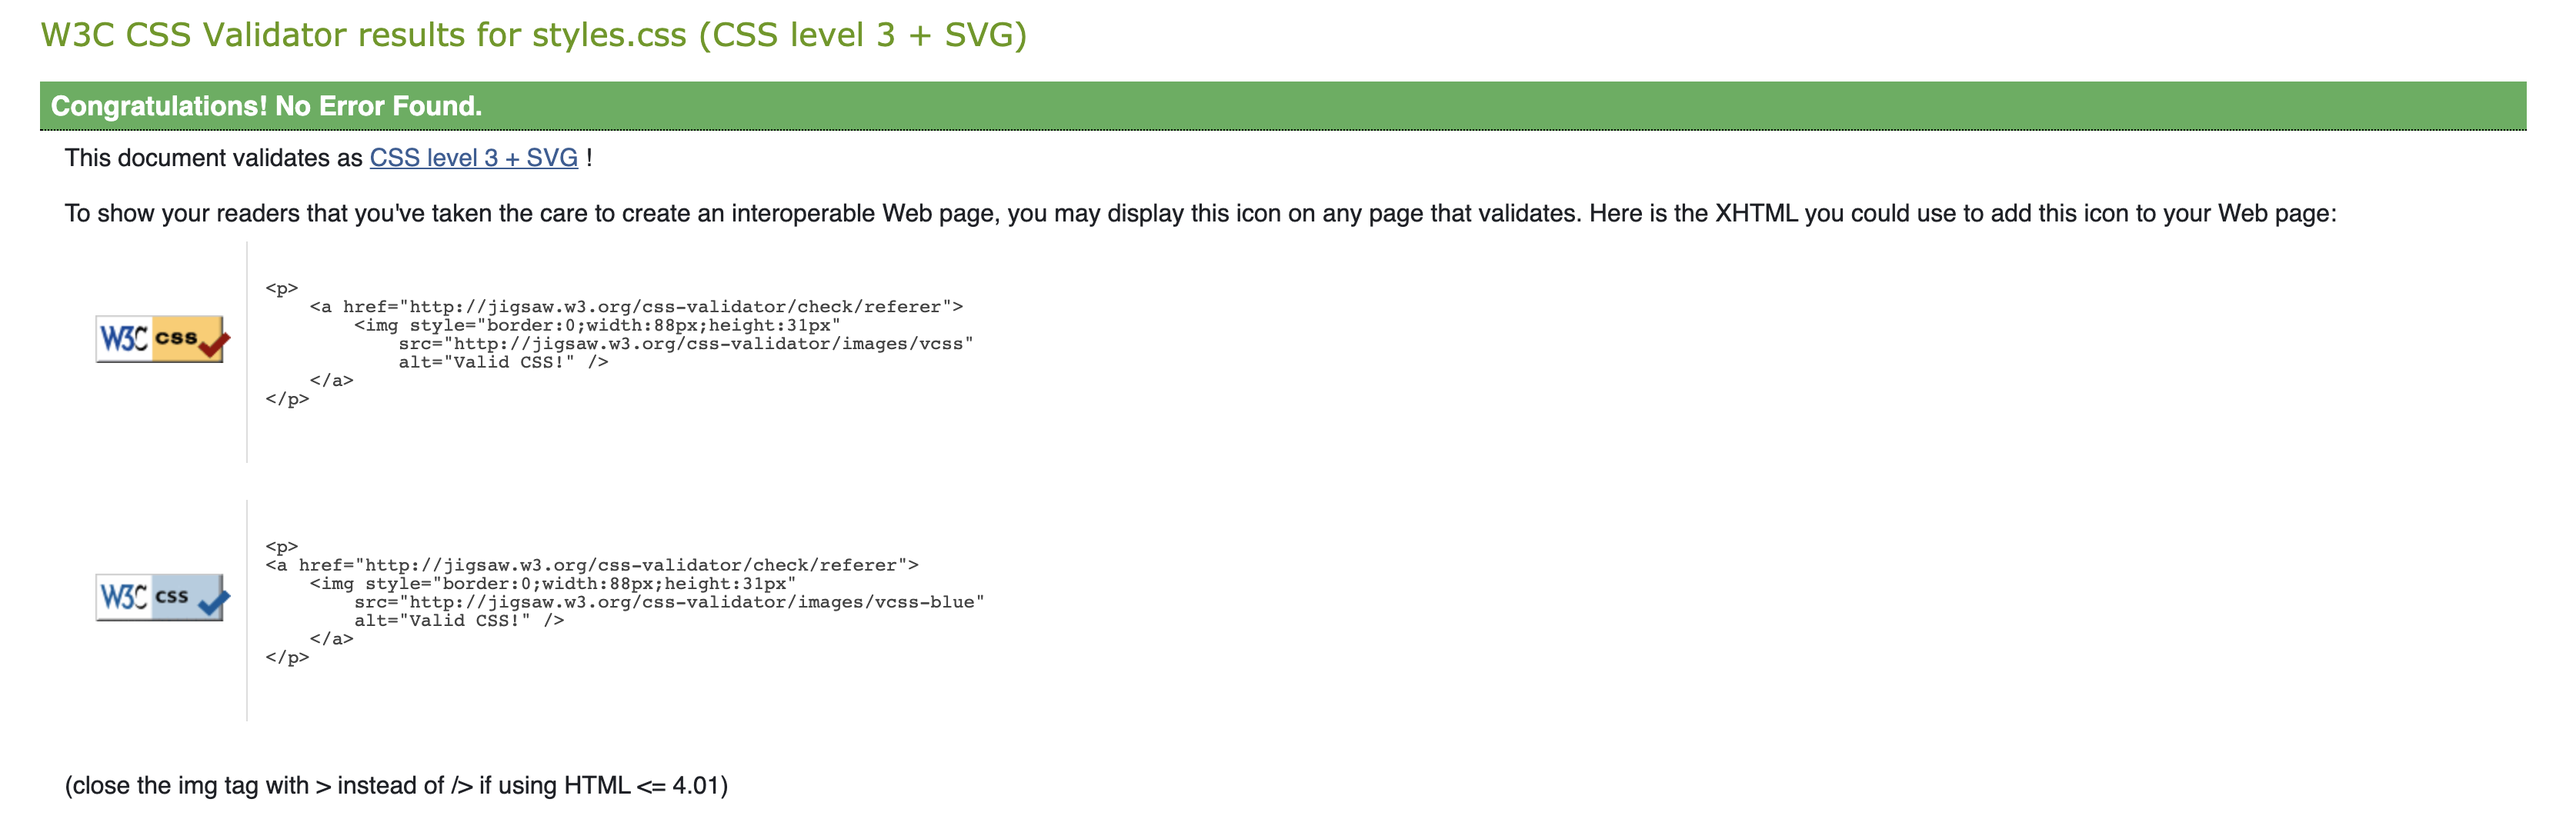 W3C CSS Validator results for styles.css (CSS level 3 + SVG)
Congratulations! No Error Found.
This document validates as CSS level 3 + SVG !
To show your readers that you've taken the care to create an interoperable Web page, you may display this icon on any page that validates. Here is the XHTML you could use to add this icon to your Web page:
W3C css
<p>
    <a href="http://jigsaw.w3.org/css-validator/check/referer">
        <img style="border:0;width:88px;height:31px"
            src="http://jigsaw.w3.org/css-validator/images/vcss"
            alt="Valid CSS!" />
    </a>
</p>
W3C css
<p>
<a href="http://jigsaw.w3.org/css-validator/check/referer">
    <img style="border:0;width:88px;height:31px"
        src="http://jigsaw.w3.org/css-validator/images/vcss-blue"
        alt="Valid CSS!" />
    </a>
</p>
(close the img tag with > instead of /> if using HTML <= 4.01)